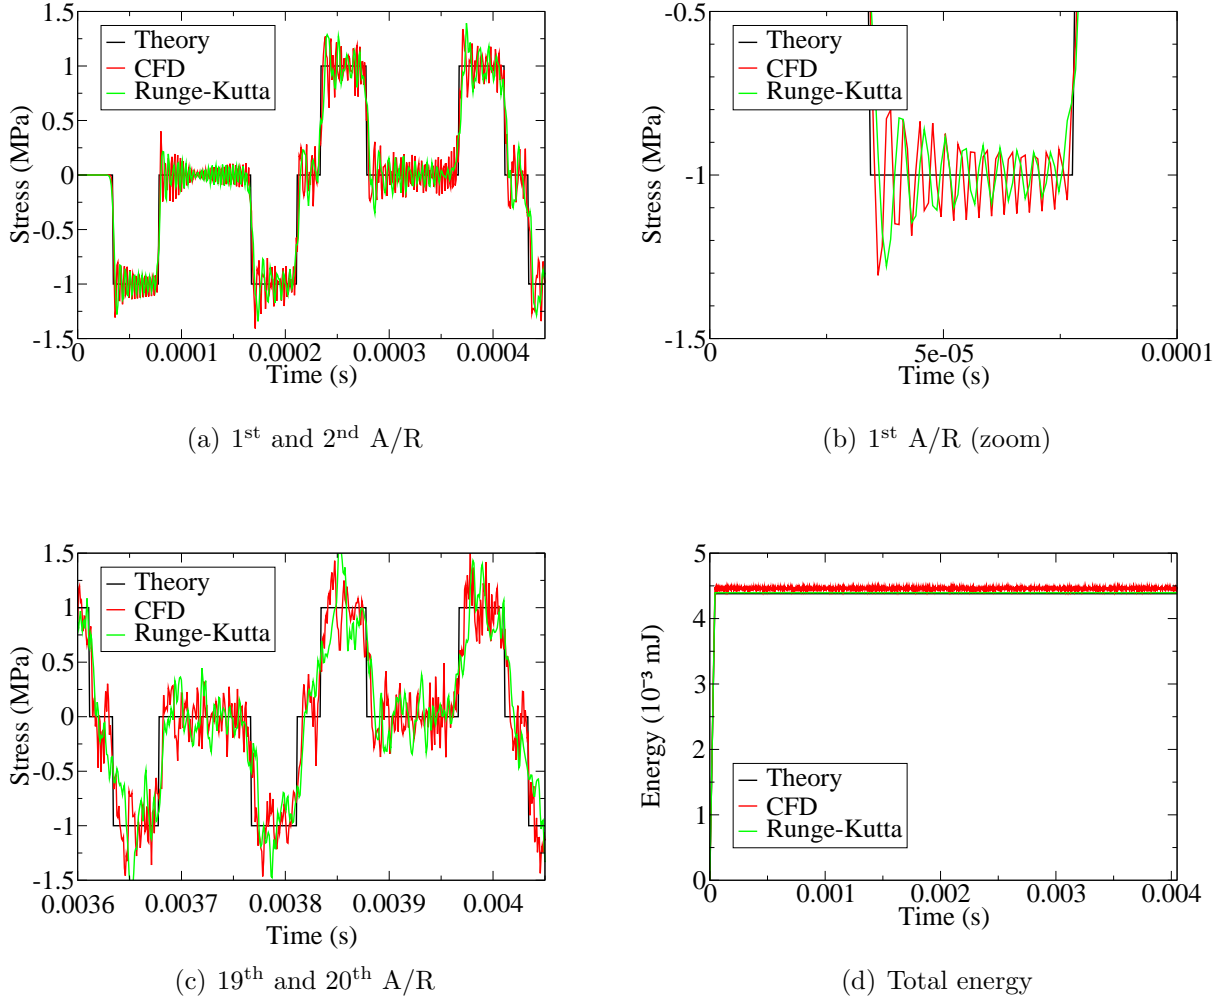 1.5
1
0.5
0
-0.5
-1
-1.5
Stress (MPa)
Theory
CFD
Runge-Kutta
0
0.0001
0.0002
0.0003
0.0004
Time (s)
(a) 1st and 2nd A/R
-0.5
-1
-1.5
Stress (MPa)
Theory
CFD
Runge-Kutta
0
5e-05
0.0001
Time (s)
(b) 1st A/R (zoom)
1.5
1
0.5
0
-0.5
-1
-1.5
Stress (MPa)
Theory
CFD
Runge-Kutta
0.0036
0.0037
0.0038
0.0039
0.004
Time (s)
(c) 19th and 20th A/R
5
4
3
2
1
0
Energy (10⁻³ mJ)
Theory
CFD
Runge-Kutta
0
0.001
0.002
0.003
0.004
Time (s)
(d) Total energy